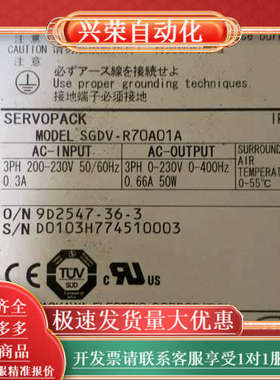 兴荣自动化
必ずアース線を接続せよ
Use proper grounding techniques.
接地端子必须接地
SERVOPACK
MODEL SGDV-R70A01A
AC-INPUT
AC-OUTPUT
SURROUND
AIR
TEMPERAT
0-55°C
3PH 200-230V 50/60Hz
0.3A
3PH 0-230V 0-400Hz
0.66A 50W
O/N 9D2547-36-3
S/N D0103H774510003
TUV
SUD
C
US
极速发货量大优惠
开发票请联系客服享受1对1服